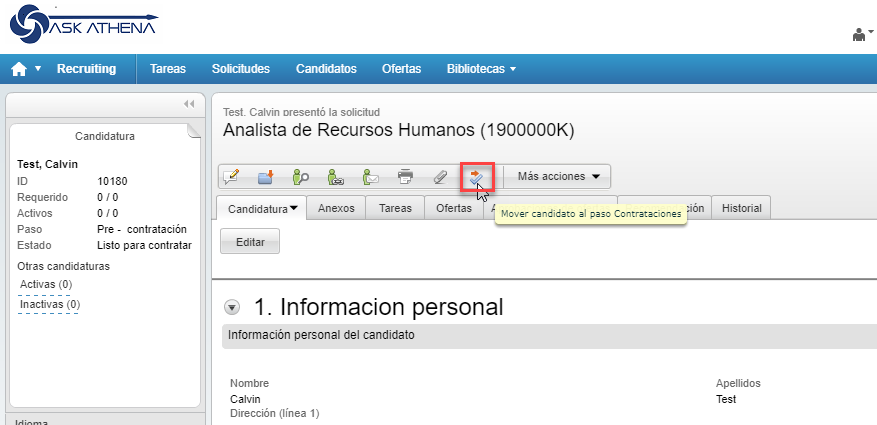 ASK ATHENA
Recruiting Tareas Solicitudes Candidatos Ofertas Bibliotecas
Candidatura
Test, Calvin
ID 10180
Requerido 0 / 0
Activos 0 / 0
Paso Pre - contratación
Estado Listo para contratar
Otras candidaturas
Activas (0)
Inactivas (0)
Idioma
Test. Calvin presentó la solicitud
Analista de Recursos Humanos (1900000K)
Más acciones
Candidatura Anexos Tareas Ofertas Historial
Mover candidato al paso Contrataciones
Editar
1. Informacion personal
Información personal del candidato
Nombre Apellidos
Calvin Test
Dirección (línea 1)